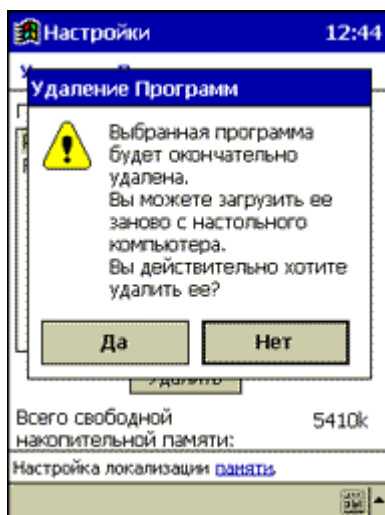 Настройки 12:44
Удаление Программ
Выбранная программа
будет окончательно
удалена.
Вы можете загрузить ее
заново с настольного
компьютера.
Вы действительно хотите
удалить ее?
Да Нет
Удалить
Всего свободной 5410k
накопительной памяти:
Настройка локализации памяти.